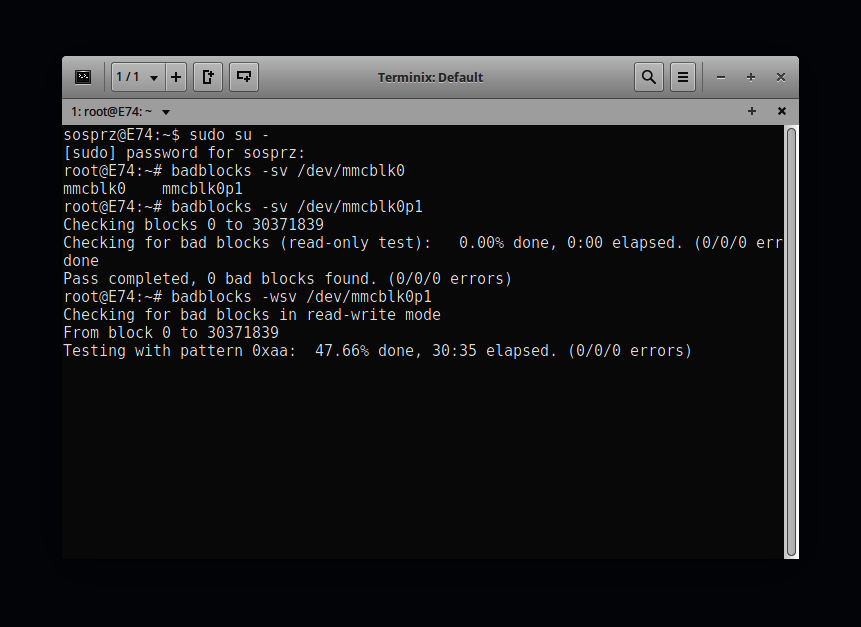 1 / 1
Terminix: Default
1: root@E74: ~
sosprz@E74:~$ sudo su -
[sudo] password for sosprz:
root@E74:~# badblocks -sv /dev/mmcblk0
mmcblk0    mmcblk0p1
root@E74:~# badblocks -sv /dev/mmcblk0p1
Checking blocks 0 to 30371839
Checking for bad blocks (read-only test):   0.00% done, 0:00 elapsed. (0/0/0 err
done
Pass completed, 0 bad blocks found. (0/0/0 errors)
root@E74:~# badblocks -wsv /dev/mmcblk0p1
Checking for bad blocks in read-write mode
From block 0 to 30371839
Testing with pattern 0xaa:  47.66% done, 30:35 elapsed. (0/0/0 errors)